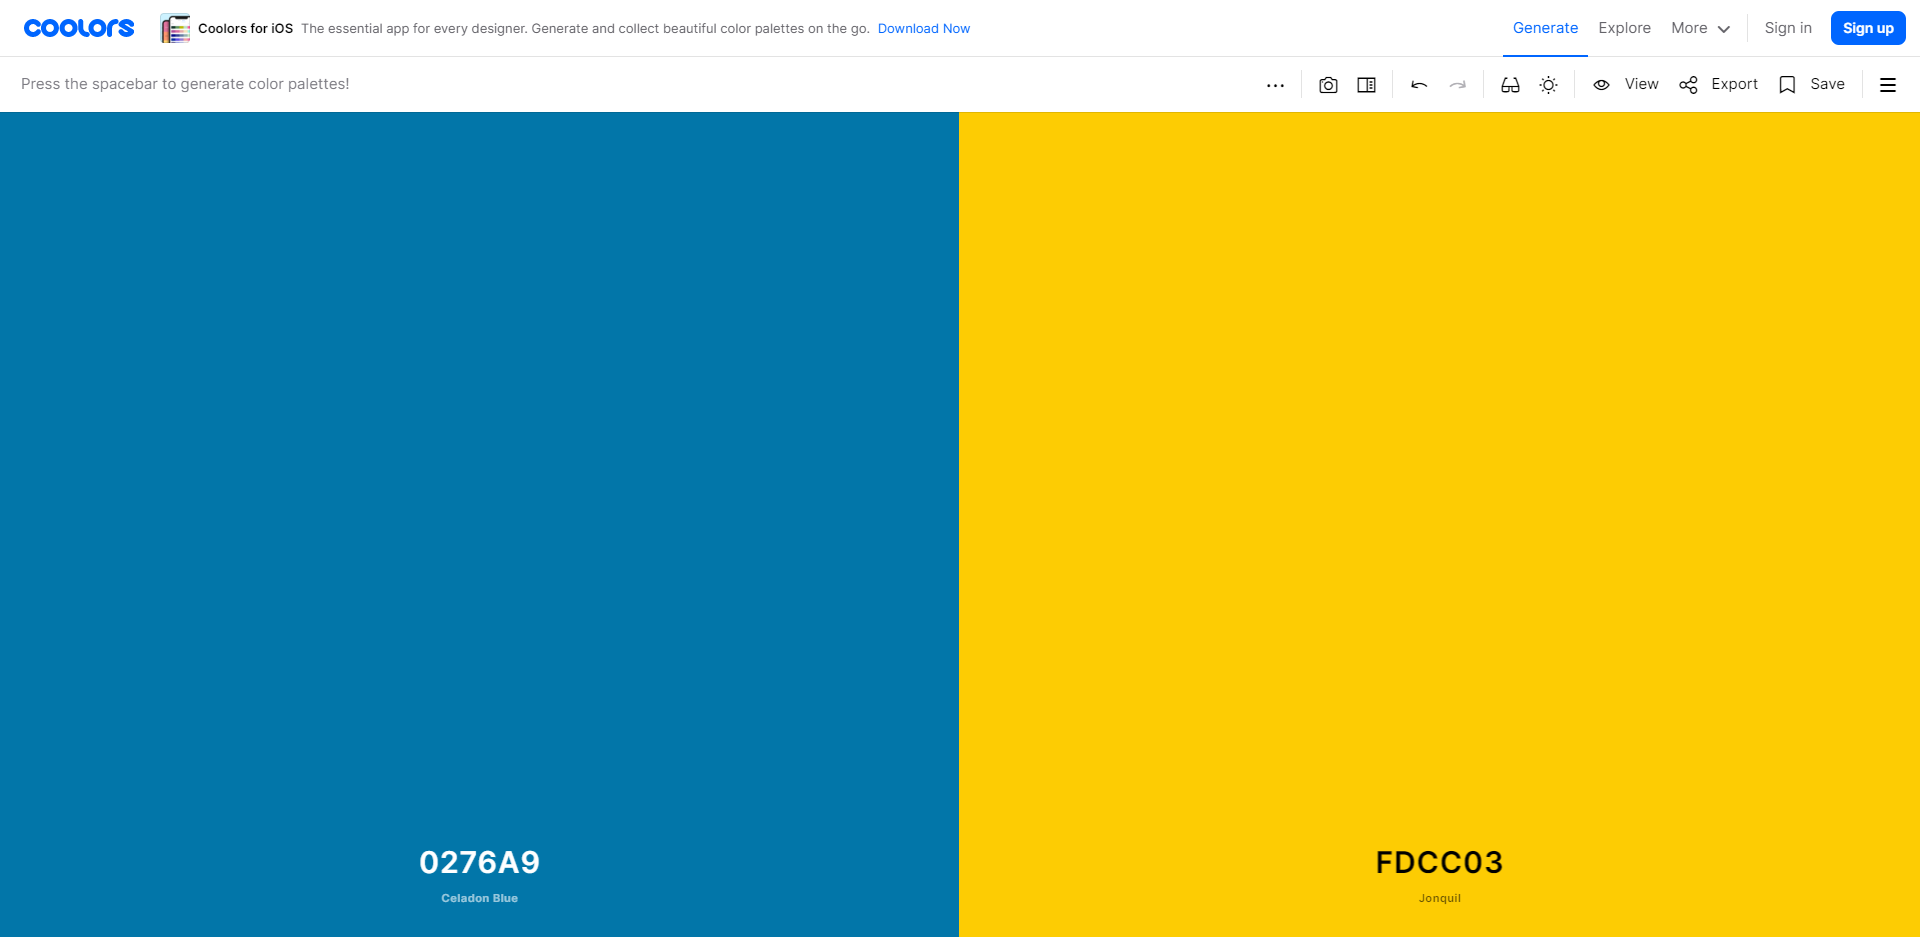 coolors
Coolors for iOS The essential app for every designer. Generate and collect beautiful color palettes on the go. Download Now
Generate Explore More Sign in Sign up
Press the spacebar to generate color palettes!
View Export Save
0276A9
Celadon Blue
FDCC03
Jonquil